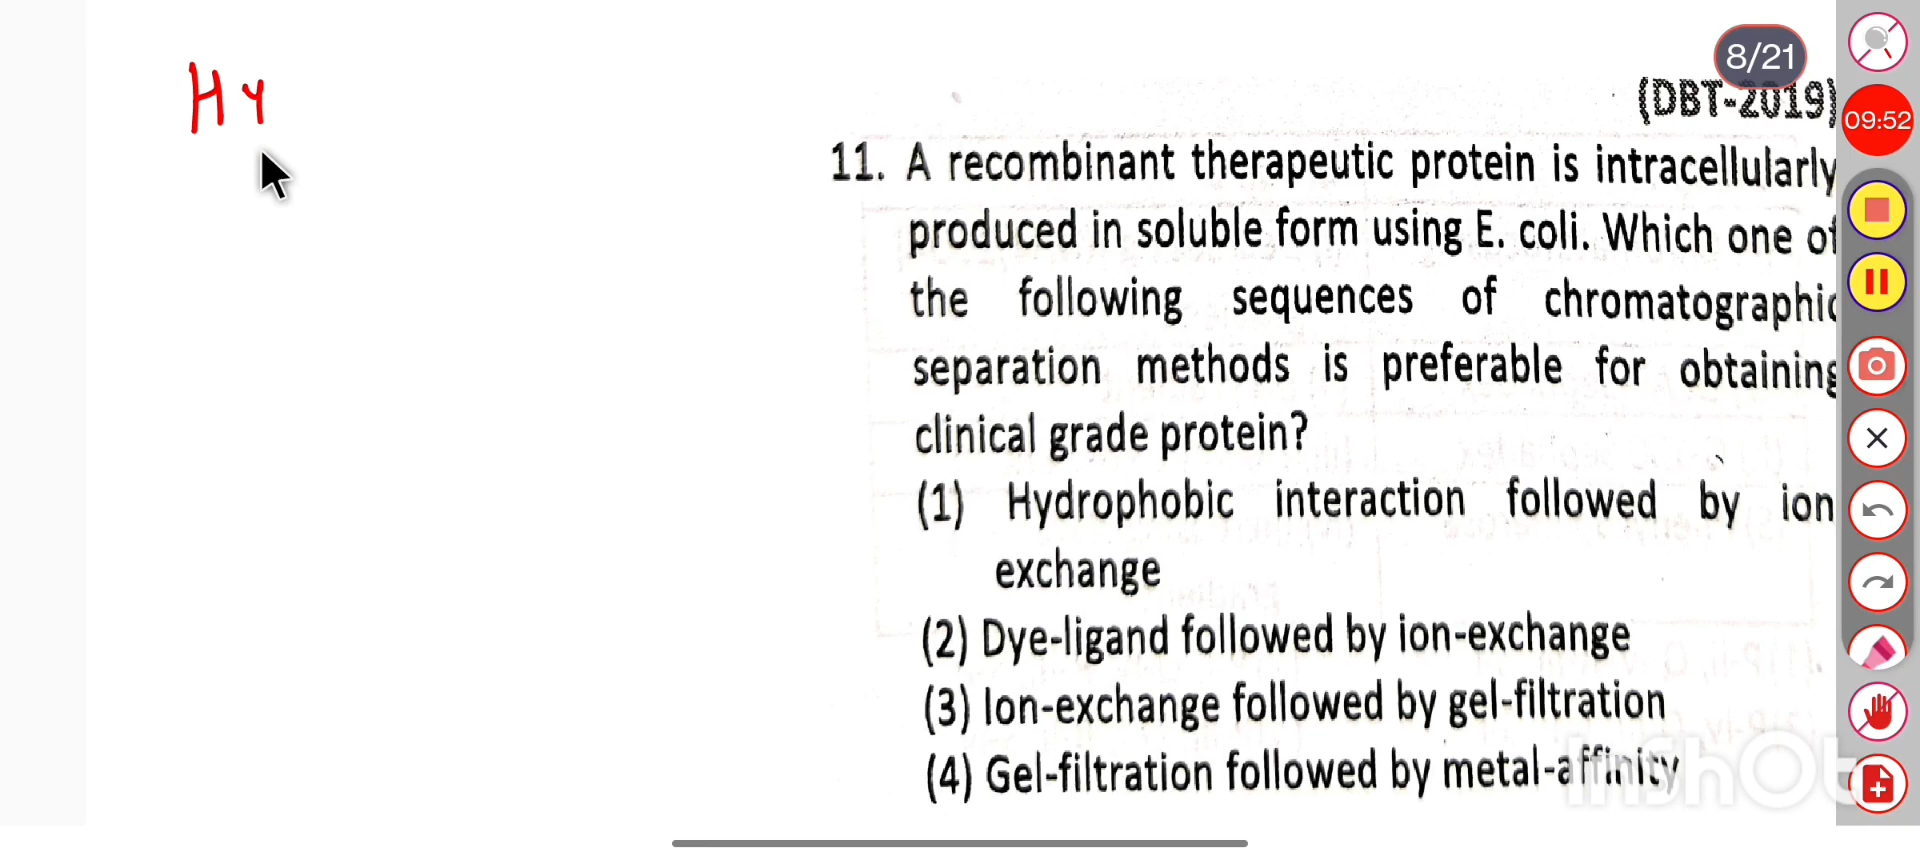 8/21
H Y
(DBT-2019)
09:52
11. A recombinant therapeutic protein is intracellularly
produced in soluble form using E. coli. Which one of
the following sequences of chromatographic
separation methods is preferable for obtaining
clinical grade protein?
(1) Hydrophobic interaction followed by ion
exchange
(2) Dye-ligand followed by ion-exchange
(3) Ion-exchange followed by gel-filtration
(4) Gel-filtration followed by metal-affinity
InShot